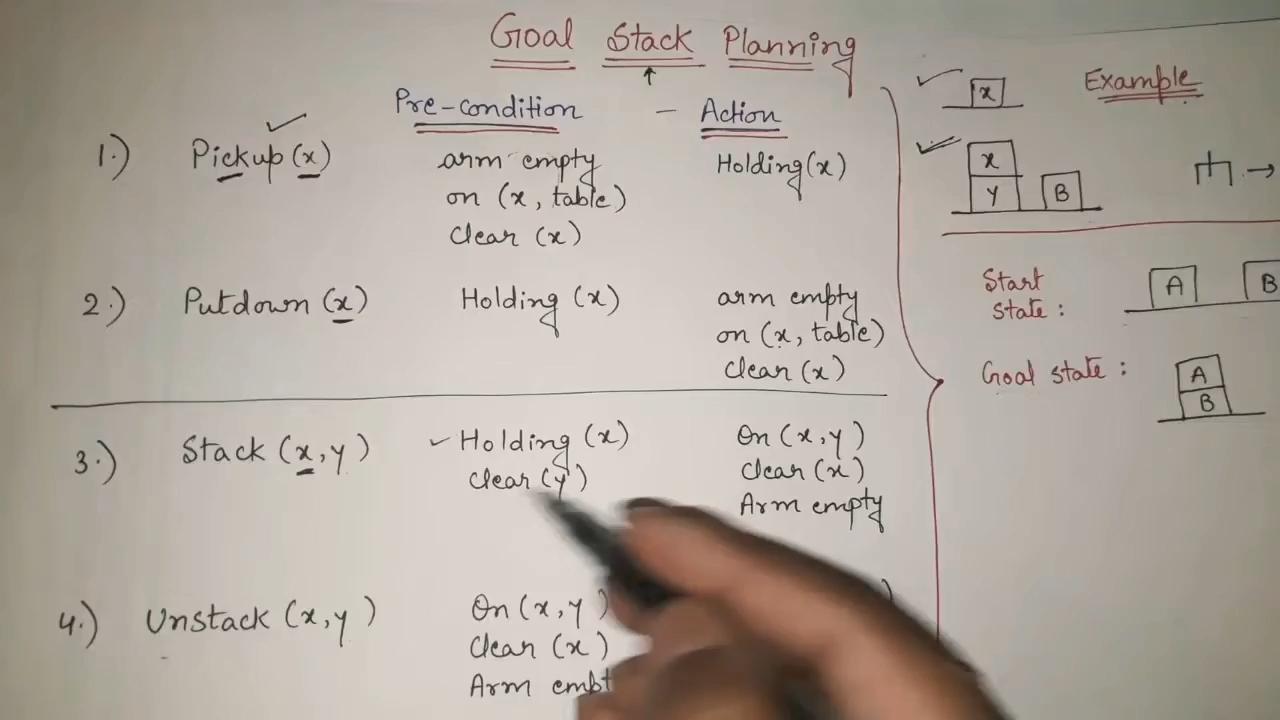 Goal Stack Planning
Pre-condition - Action
1.) Pickup (x) arm empty Holding(x)
on (x, table)
clear (x)
2.) Putdown (x) Holding (x) arm empty
on (x, table)
clear (x)
3.) Stack (x,y) Holding (x) On (x,y)
clear (y) Clear (x)
Arm empty
4.) Unstack (x,y) On (x,y)
Clear (x)
Arm
Example
x
x
y B
Start A B
state :
Goal state : A
B